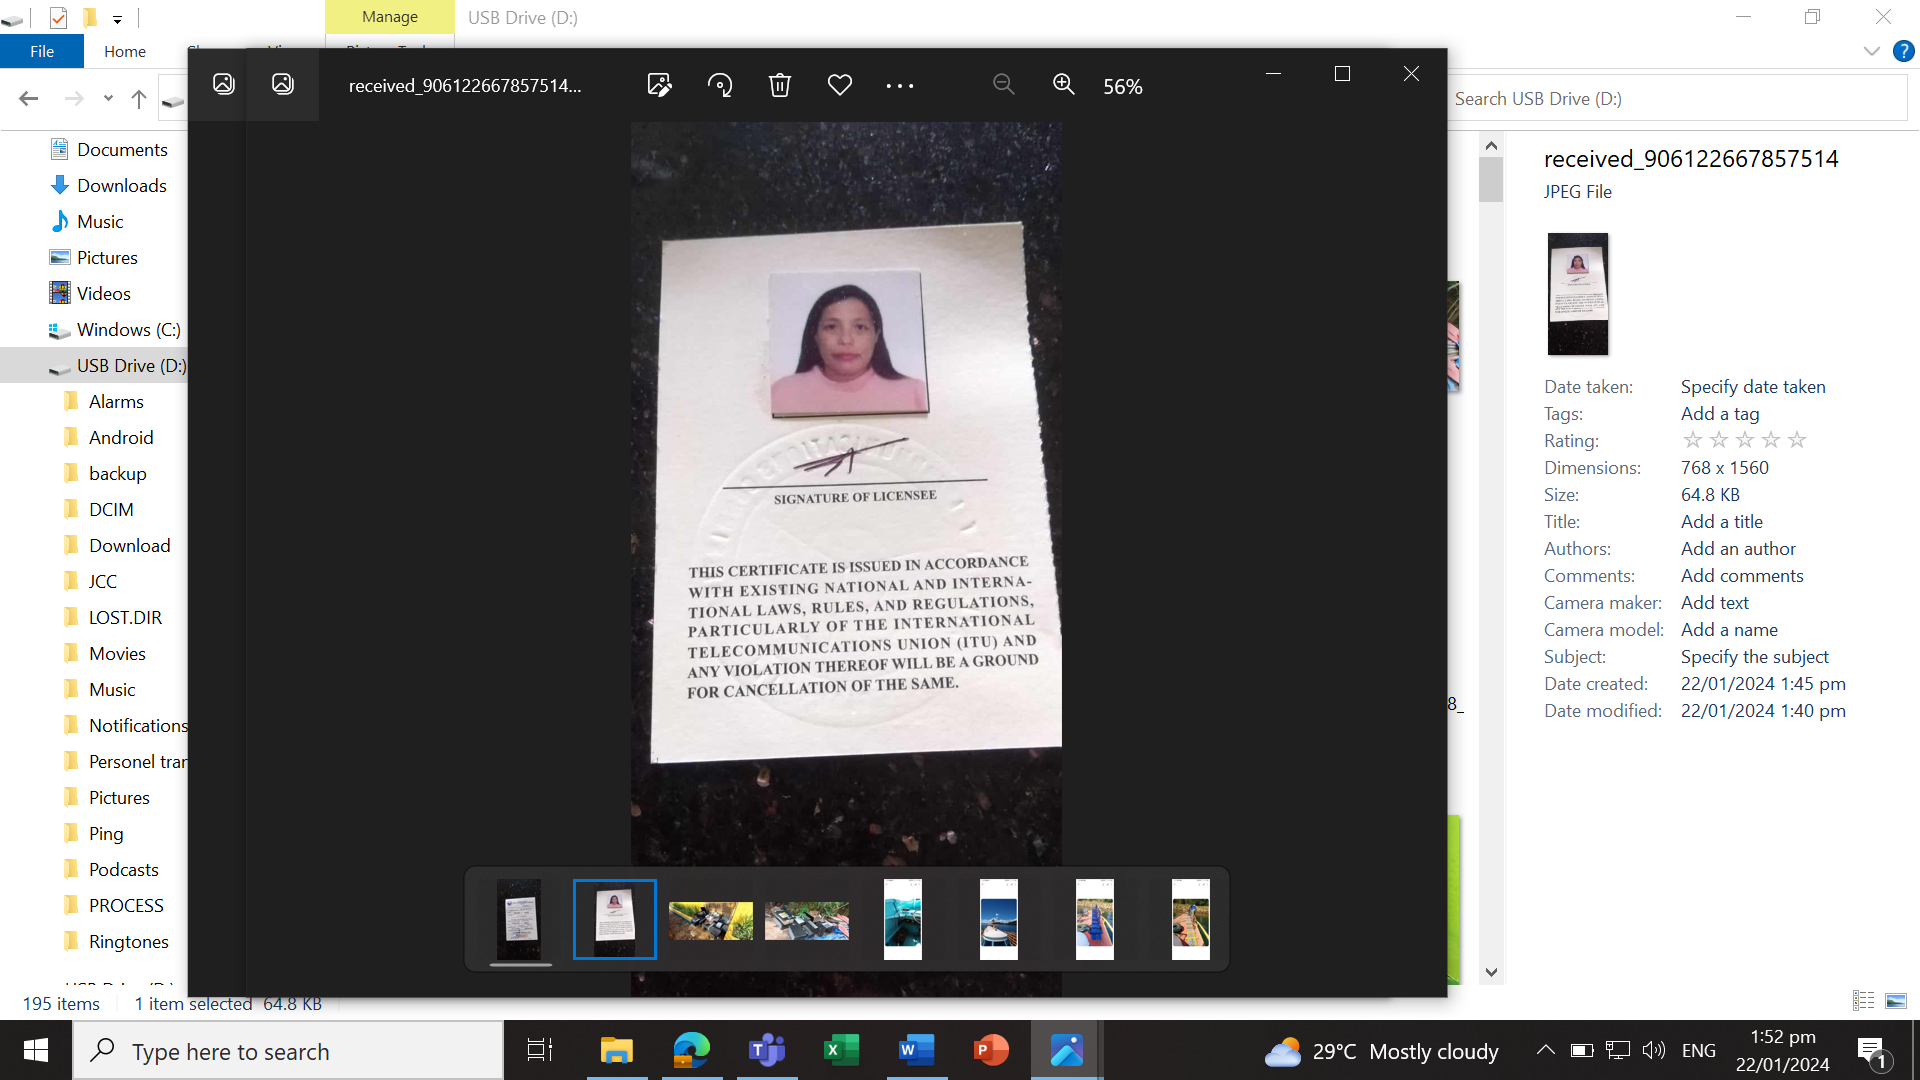 Manage
USB Drive (D:)
File
Home
Search USB Drive (D:)
Documents
Downloads
Music
Pictures
Videos
Windows (C:)
USB Drive (D:)
Alarms
Android
backup
DCIM
Download
JCC
LOST.DIR
Movies
Music
Notifications
Personel tra
Pictures
Ping
Podcasts
PROCESS
Ringtones
195 items
1 item selected 64.8 KB
received_906122667857514...
56%
SIGNATURE OF LICENSEE
THIS CERTIFICATE IS ISSUED IN ACCORDANCE
WITH EXISTING NATIONAL AND INTERNA-
TIONAL LAWS, RULES, AND REGULATIONS,
PARTICULARLY OF THE INTERNATIONAL
TELECOMMUNICATIONS UNION (ITU) AND
ANY VIOLATION THEREOF WILL BE A GROUND
FOR CANCELLATION OF THE SAME.
8_
received_906122667857514
JPEG File
Date taken: Specify date taken
Tags: Add a tag
Rating:
Dimensions: 768 x 1560
Size: 64.8 KB
Title: Add a title
Authors: Add an author
Comments: Add comments
Camera maker: Add text
Camera model: Add a name
Subject: Specify the subject
Date created: 22/01/2024 1:45 pm
Date modified: 22/01/2024 1:40 pm
Type here to search
29°C Mostly cloudy
ENG
1:52 pm
22/01/2024
1